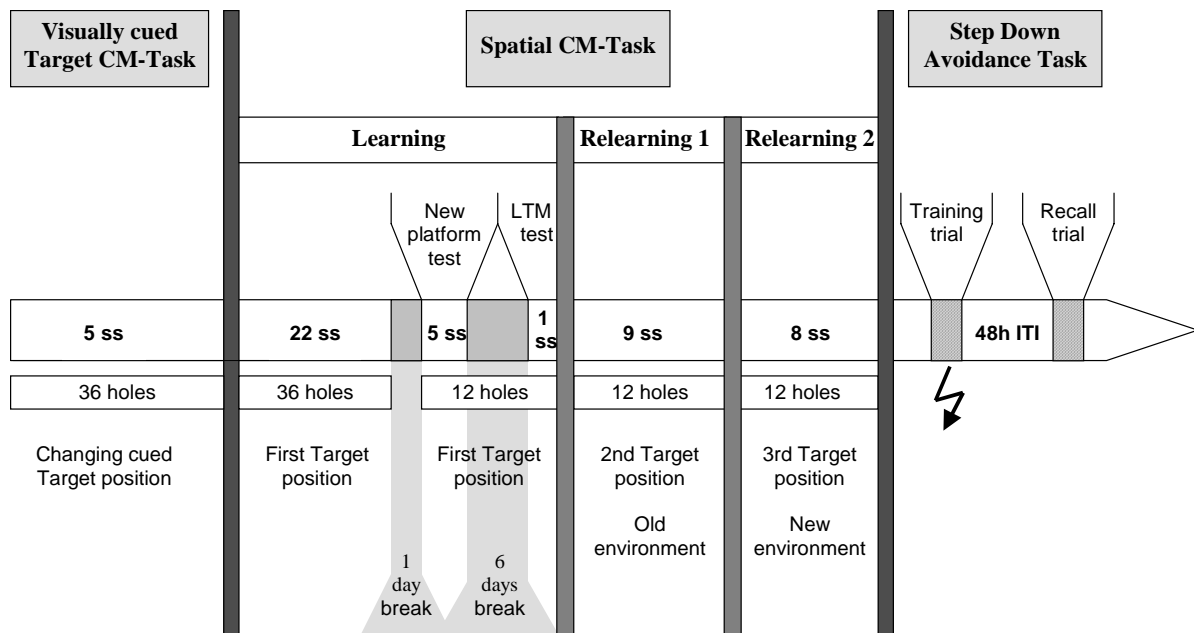 Visually cued
Target CM-Task
Spatial CM-Task
Step Down
Avoidance Task
Learning
Relearning 1
Relearning 2
New
platform
test
LTM
test
Training
trial
Recall
trial
5 ss
22 ss
5 ss
1
ss
9 ss
8 ss
48h ITI
36 holes
36 holes
12 holes
12 holes
12 holes
Changing cued
Target position
First Target
position
First Target
position
2nd Target
position
Old
environment
3rd Target
position
New
environment
1
day
break
6
days
break